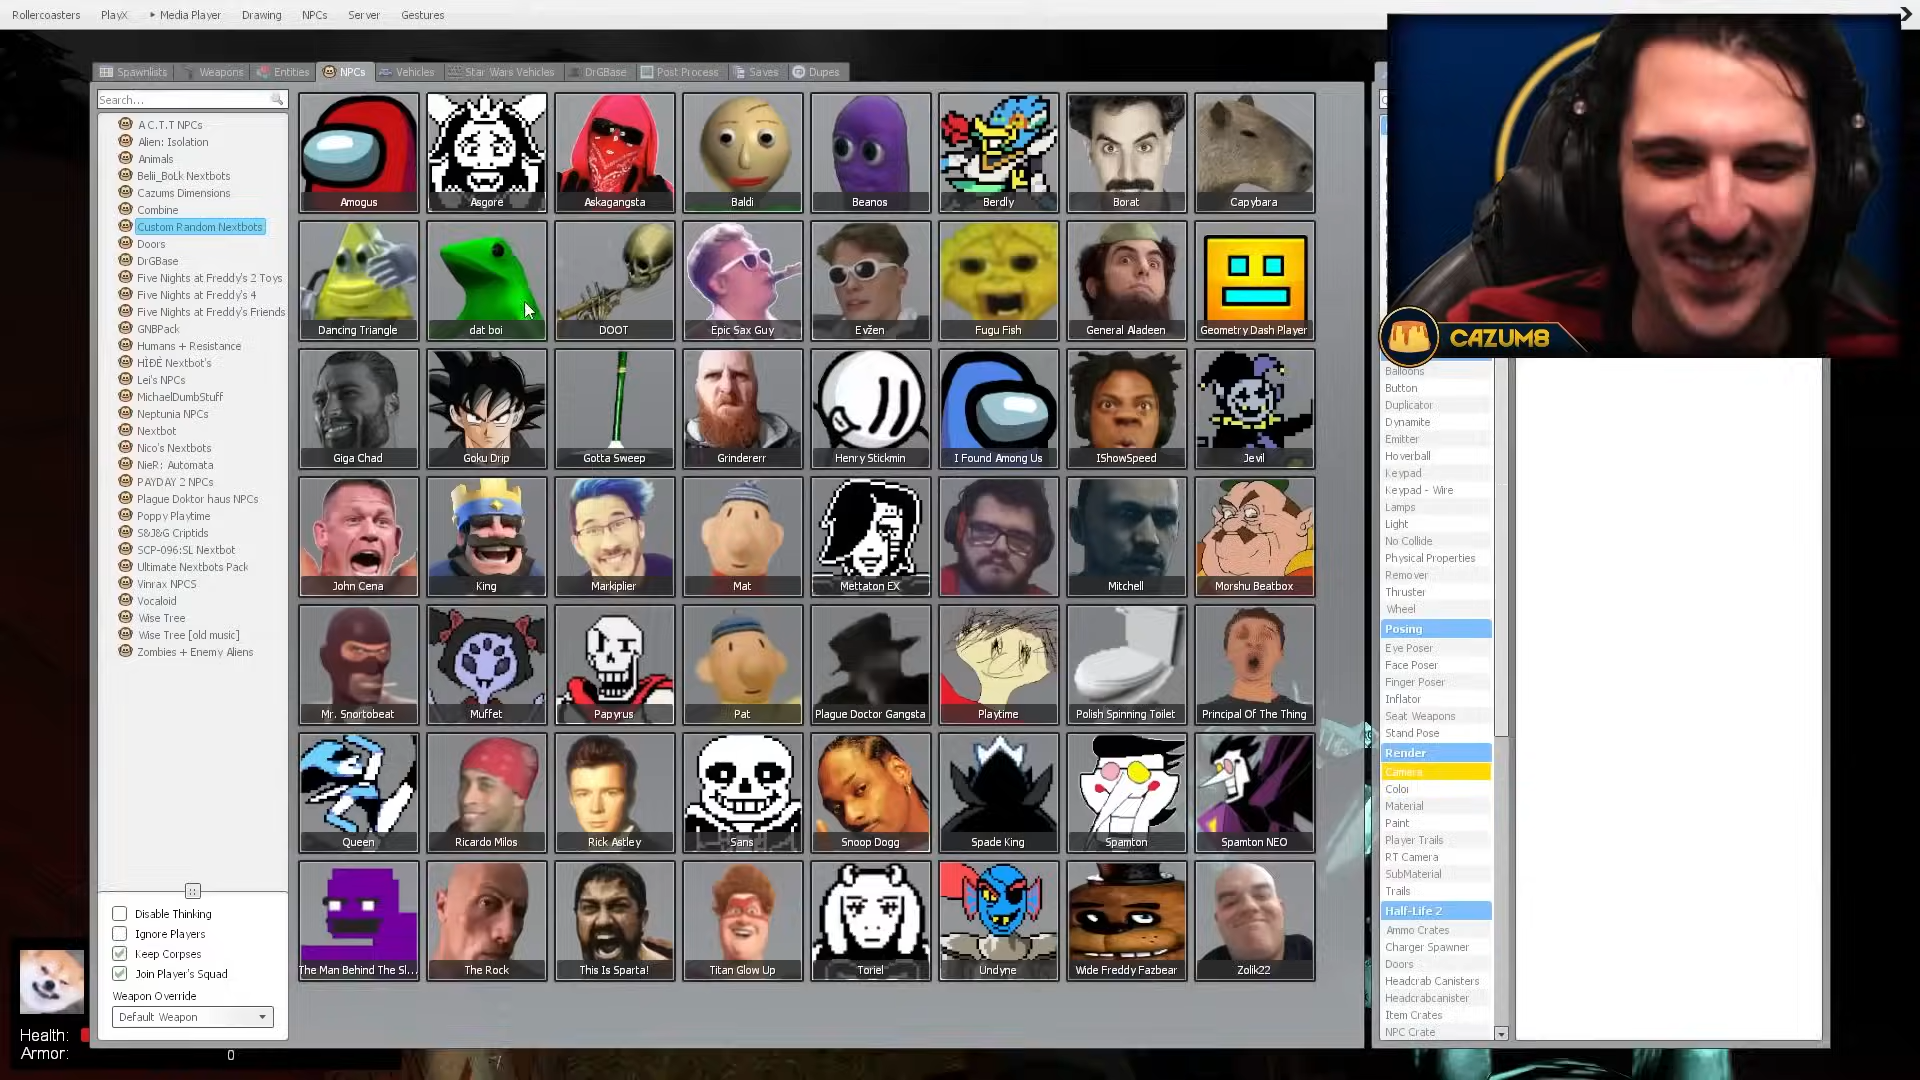 Rollercoasters PlayX Media Player Drawing NPCs Server Gestures
Spawnlists Weapons Entities NPCs Vehicles Star Wars Vehicles DrGBase Post Process Saves Dupes
Search...
A.C.T.T NPCs
Alien: Isolation
Animals
Belii_BoLk Nextbots
Cazums Dimensions
Combine
Custom Random Nextbots
Doors
DrGBase
Five Nights at Freddy's 2 Toys
Five Nights at Freddy's 4
Five Nights at Freddy's Friends
GNBPack
Humans + Resistance
HĪĐĒ Nextbot's
Lei's NPCs
MichaelDumbStuff
Neptunia NPCs
Nextbot
Nico's Nextbots
NieR: Automata
PAYDAY 2 NPCs
Plague Doktor haus NPCs
Poppy Playtime
S&J&G Criptids
SCP-096:SL Nextbot
Ultimate Nextbots Pack
Vinrax NPCS
Vocaloid
Wise Tree
Wise Tree [old music]
Zombies + Enemy Aliens
Disable Thinking
Ignore Players
Keep Corpses
Join Player's Squad
Weapon Override
Default Weapon
Health:
Armor: 0
Amogus Asgore Askagangsta Baldi Beanos Berdly Borat Capybara
Dancing Triangle dat boi DOOT Epic Sax Guy Evžen Fugu Fish General Aladeen Geometry Dash Player
Giga Chad Goku Drip Gotta Sweep Grindererr Henry Stickmin I Found Among Us IShowSpeed Jevil
John Cena King Markiplier Mat Mettaton EX Mitchell Morshu Beatbox
Mr. Snortobeat Muffet Papyrus Pat Plague Doctor Gangsta Playtime Polish Spinning Toilet Principal Of The Thing
Queen Ricardo Milos Rick Astley Sans Snoop Dogg Spade King Spamton Spamton NEO
The Man Behind The Sl... The Rock This Is Sparta! Titan Glow Up Toriel Undyne Wide Freddy Fazbear Zolik22
CAZUM8
Balloons
Button
Duplicator
Dynamite
Emitter
Hoverball
Keypad
Keypad - Wire
Lamps
Light
No Collide
Physical Properties
Remover
Thruster
Wheel
Posing
Eye Poser
Face Poser
Finger Poser
Inflator
Seat Weapons
Stand Pose
Render
Camera
Color
Material
Paint
Player Trails
RT Camera
SubMaterial
Trails
Half-Life 2
Ammo Crates
Charger Spawner
Doors
Headcrab Canisters
Headcrabcanister
Item Crates
NPC Crate